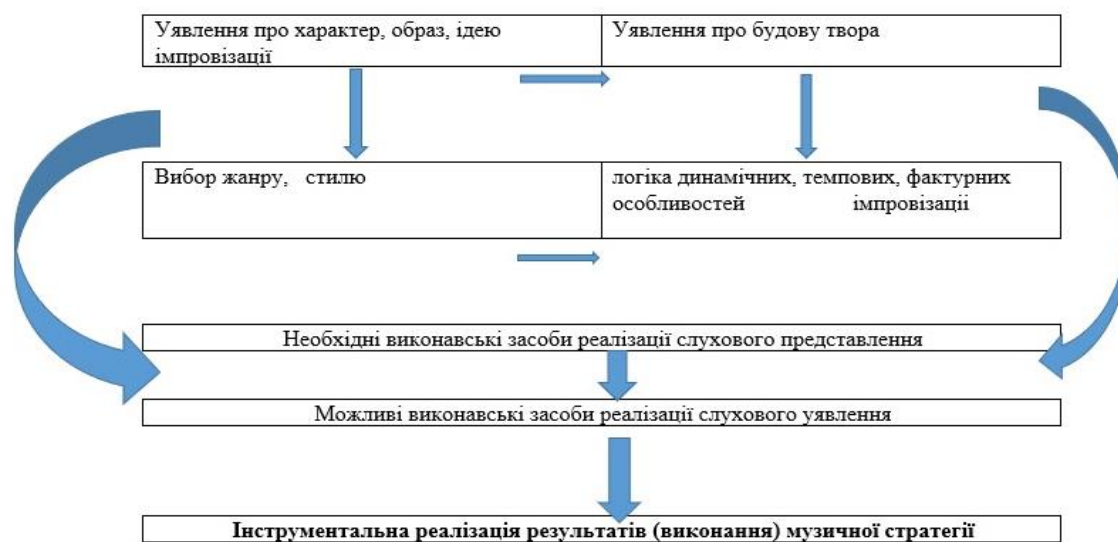 Уявлення про характер, образ, ідею
імпровізації
Уявлення про будову твора
Вибор жанру, стилю
логіка динамічних, темпових, фактурних
особливостей імпровізаціі
Необхідні виконавські засоби реалізації слухового представлення
Можливі виконавські засоби реалізації слухового уявлення
Інструментальна реалізація результатів (виконання) музичної стратегії